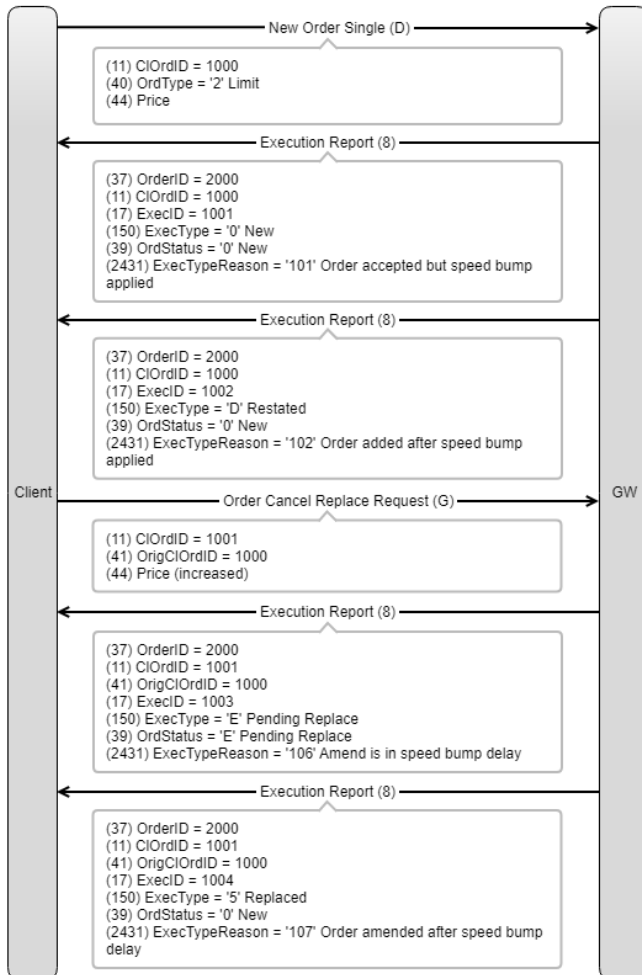 New Order Single (D)
(11) ClOrdID = 1000
(40) OrdType = '2' Limit
(44) Price
Execution Report (8)
(37) OrderID = 2000
(11) ClOrdID = 1000
(17) ExecID = 1001
(150) ExecType = '0' New
(39) OrdStatus = '0' New
(2431) ExecTypeReason = '101' Order accepted but speed bump
applied
Execution Report (8)
(37) OrderID = 2000
(11) ClOrdID = 1000
(17) ExecID = 1002
(150) ExecType = 'D' Restated
(39) OrdStatus = '0' New
(2431) ExecTypeReason = '102' Order added after speed bump
applied
Client
GW
Order Cancel Replace Request (G)
(11) ClOrdID = 1001
(41) OrigClOrdID = 1000
(44) Price (increased)
Execution Report (8)
(37) OrderID = 2000
(11) ClOrdID = 1001
(41) OrigClOrdID = 1000
(17) ExecID = 1003
(150) ExecType = 'E' Pending Replace
(39) OrdStatus = 'E' Pending Replace
(2431) ExecTypeReason = '106' Amend is in speed bump delay
Execution Report (8)
(37) OrderID = 2000
(11) ClOrdID = 1001
(41) OrigClOrdID = 1000
(17) ExecID = 1004
(150) ExecType = '5' Replaced
(39) OrdStatus = '0' New
(2431) ExecTypeReason = '107' Order amended after speed bump
delay